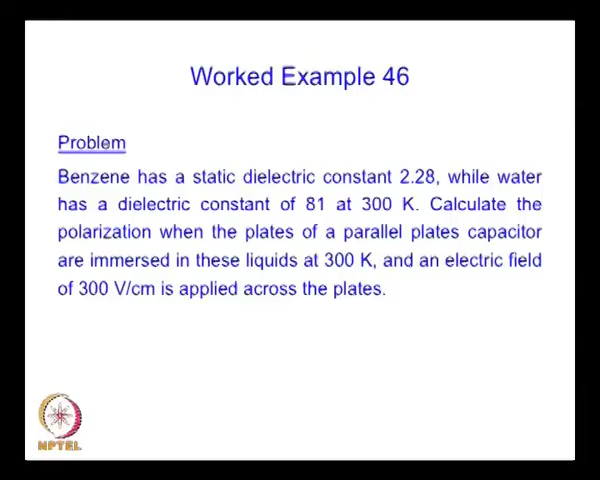 Worked Example 46
Problem
Benzene has a static dielectric constant 2.28, while water
has a dielectric constant of 81 at 300 K. Calculate the
polarization when the plates of a parallel plates capacitor
are immersed in these liquids at 300 K, and an electric field
of 300 V/cm is applied across the plates.
NPTEL